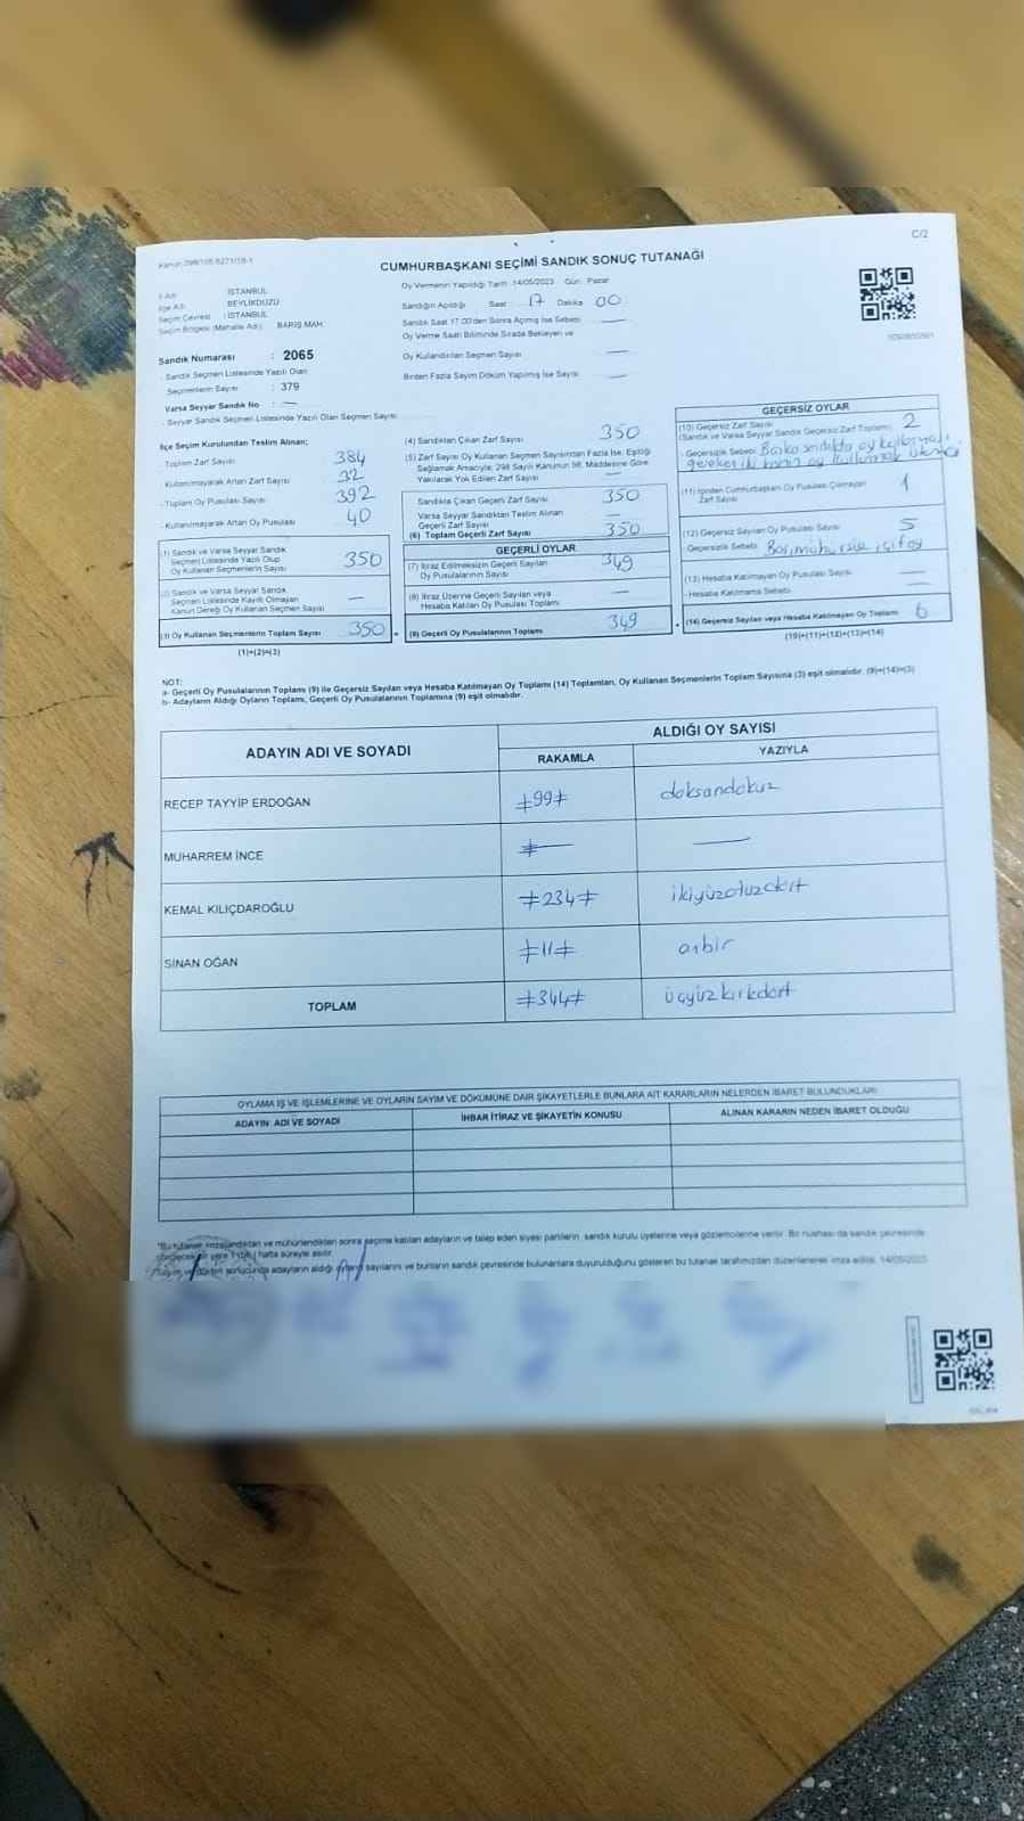 C/2
CUMHURBAŞKANI SEÇİMİ SANDIK SONUÇ TUTANAĞI
Oy Vermenin Yapıldığı Tarih 14/05/2023 Gün: Pazar
Sandığın Açıldığı Saat 17 Dakika 00
Sandık Saat 17.00'den Sonra Açılmış İse Sebebi
Oy Verme Saati Bitiminde Sırada Bekleyen ve
Oy Kullandırılan Seçmen Sayısı
Birden Fazla Sayım Döküm Yapılmış İse Sayısı
İl Adı : İSTANBUL
İlçe Adı : BEYLİKDÜZÜ
Seçim Çevresi : İSTANBUL
Seçim Bölgesi (Mahalle Adı) : BARIŞ MAH.
Sandık Numarası : 2065
- Sandık Seçmen Listesinde Yazılı Olan
Seçmenlerin Sayısı : 379
Varsa Seyyar Sandık No : —
- Seyyar Sandık Seçmen Listesinde Yazılı Olan Seçmen Sayısı
İlçe Seçim Kurulundan Teslim Alınan;
- Toplam Zarf Sayısı 384
- Kullanılmayarak Artan Zarf Sayısı 32
- Toplam Oy Pusulası Sayısı 392
- Kullanılmayarak Artan Oy Pusulası 40
(1) Sandık ve Varsa Seyyar Sandık
Seçmen Listesinde Yazılı Olup
Oy Kullanan Seçmenlerin Sayısı 350
(2) Sandık ve Varsa Seyyar Sandık
Seçmen Listesinde Kayıtlı Olmayan
Kanun Gereği Oy Kullanan Seçmen Sayısı —
(3) Oy Kullanan Seçmenlerin Toplam Sayısı 350
(1)+(2)=(3)
(4) Sandıktan Çıkan Zarf Sayısı 350
(5) Zarf Sayısı Oy Kullanan Seçmen Sayısından Fazla İse, Eşitliği
Sağlamak Amacıyla, 298 Sayılı Kanunun 98. Maddesine Göre
Yakılarak Yok Edilen Zarf Sayısı —
Sandıkta Çıkan Geçerli Zarf Sayısı 350
Varsa Seyyar Sandıktan Teslim Alınan
Geçerli Zarf Sayısı —
(6) Toplam Geçerli Zarf Sayısı 350
GEÇERLİ OYLAR
(7) İtiraz Edilmeksizin Geçerli Sayılan
Oy Pusulalarının Sayısı 349
(8) İtiraz Üzerine Geçerli Sayılan veya
Hesaba Katılan Oy Pusulası Toplamı —
(9) Geçerli Oy Pusulalarının Toplamı 349
GEÇERSİZ OYLAR
(10) Geçersiz Zarf Sayısı
(Sandık ve Varsa Seyyar Sandık Geçersiz Zarf Toplamı) 2
- Geçersizlik Sebebi Başka sandıkta oy kullanması
gereken iki kişinin oy kullanmak istemesi
(11) İçinden Cumhurbaşkanı Oy Pusulası Çıkmayan
Zarf Sayısı 1
(12) Geçersiz Sayılan Oy Pusulası Sayısı 5
Geçersizlik Sebebi
(13) Hesaba Katılmayan Oy Pusulası Sayısı —
- Hesaba Katılmama Sebebi —
(14) Geçersiz Sayılan veya Hesaba Katılmayan Oy Toplamı 6
(10)+(11)+(12)+(13)=(14)
NOT:
a- Geçerli Oy Pusulalarının Toplamı (9) ile Geçersiz Sayılan veya Hesaba Katılmayan Oy Toplamı (14) Toplamları, Oy Kullanan Seçmenlerin Toplam Sayısına (3) eşit olmalıdır. (9)+(14)=(3)
b- Adayların Aldığı Oyların Toplamı, Geçerli Oy Pusulalarının Toplamına (9) eşit olmalıdır.
ADAYIN ADI VE SOYADI
ALDIĞI OY SAYISI
RAKAMLA YAZIYLA
RECEP TAYYİP ERDOĞAN ≠99≠ doksandokuz
MUHARREM İNCE ≠— —
KEMAL KILIÇDAROĞLU ≠234≠ ikiyüzotuzdört
SİNAN OĞAN ≠11≠ onbir
TOPLAM ≠344≠ üçyüzkırkdört
OYLAMA İŞ VE İŞLEMLERİNE VE OYLARIN SAYIM VE DÖKÜMÜNE DAİR ŞİKAYETLERLE BUNLARA AİT KARARLARIN NELERDEN İBARET BULUNDUKLARI
ADAYIN ADI VE SOYADI
İHBAR İTİRAZ VE ŞİKAYETİN KONUSU
ALINAN KARARIN NEDEN İBARET OLDUĞU
*Bu tutanak imzalandıktan ve mühürlendikten sonra seçime katılan adayların ve talep eden siyasi partilerin, sandık kurulu üyelerine veya gözlemcilerine verilir. Bir nüshası da sandık çevresinde
görülecek bir yere 1 (bir) hafta süreyle asılır.
sonucunda adayların aldığı sayılarını ve bunların sandık çevresinde bulunanlara duyurulduğunu gösteren bu tutanak tarafımızdan düzenlenerek imza edildi. 14/05/2023